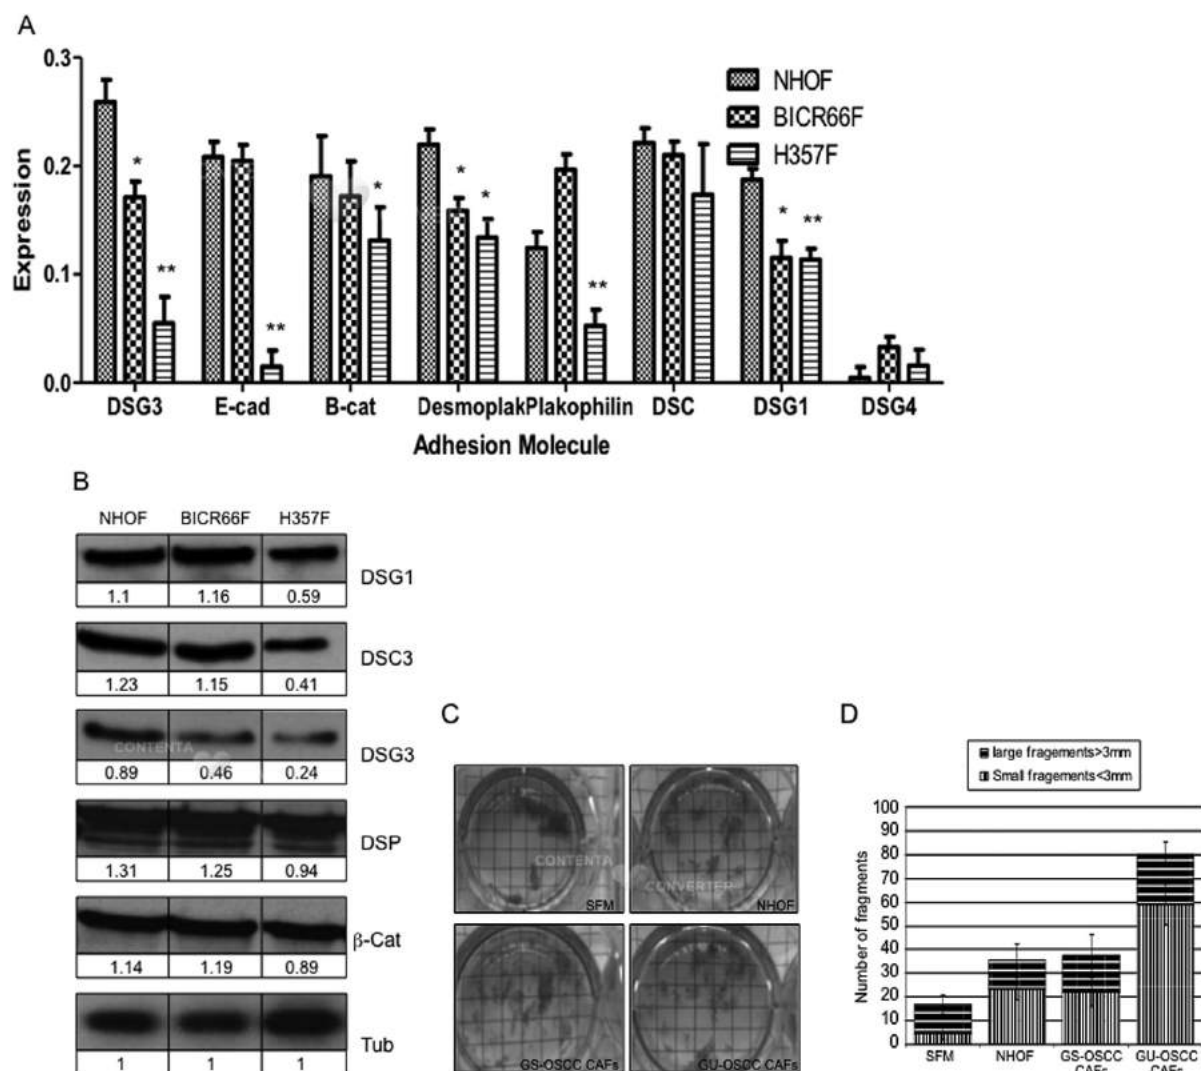 A
0.3
0.2
0.1
0.0
Expression
NHOF
BICR66F
H357F
*
**
**
*
*
*
**
*
**
DSG3 E-cad B-cat DesmoplakPlakophilin DSC DSG1 DSG4
Adhesion Molecule
B
NHOF BICR66F H357F
DSG1
1.1 1.16 0.59
DSC3
1.23 1.15 0.41
DSG3
0.89 0.46 0.24
DSP
1.31 1.25 0.94
β-Cat
1.14 1.19 0.89
Tub
1 1 1
CONTENTA
C
SFM
NHOF
GS-OSCC CAFs
GU-OSCC CAFs
CONTENTA
CONVERTER
D
large fragements>3mm
Small fragements<3mm
100
90
80
70
60
50
40
30
20
10
0
Number of fragments
SFM NHOF GS-OSCC GU-OSCC
CAFs CAFs